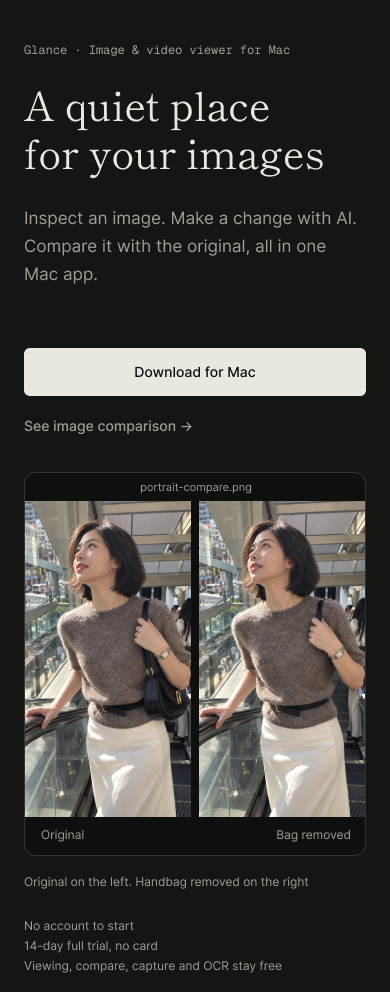 Glance · Image & video viewer for Mac
A quiet place
for your images
Inspect an image. Make a change with AI.
Compare it with the original, all in one
Mac app.
Download for Mac
See image comparison →
portrait-compare.png
Original
Bag removed
Original on the left. Handbag removed on the right
No account to start
14-day full trial, no card
Viewing, compare, capture and OCR stay free